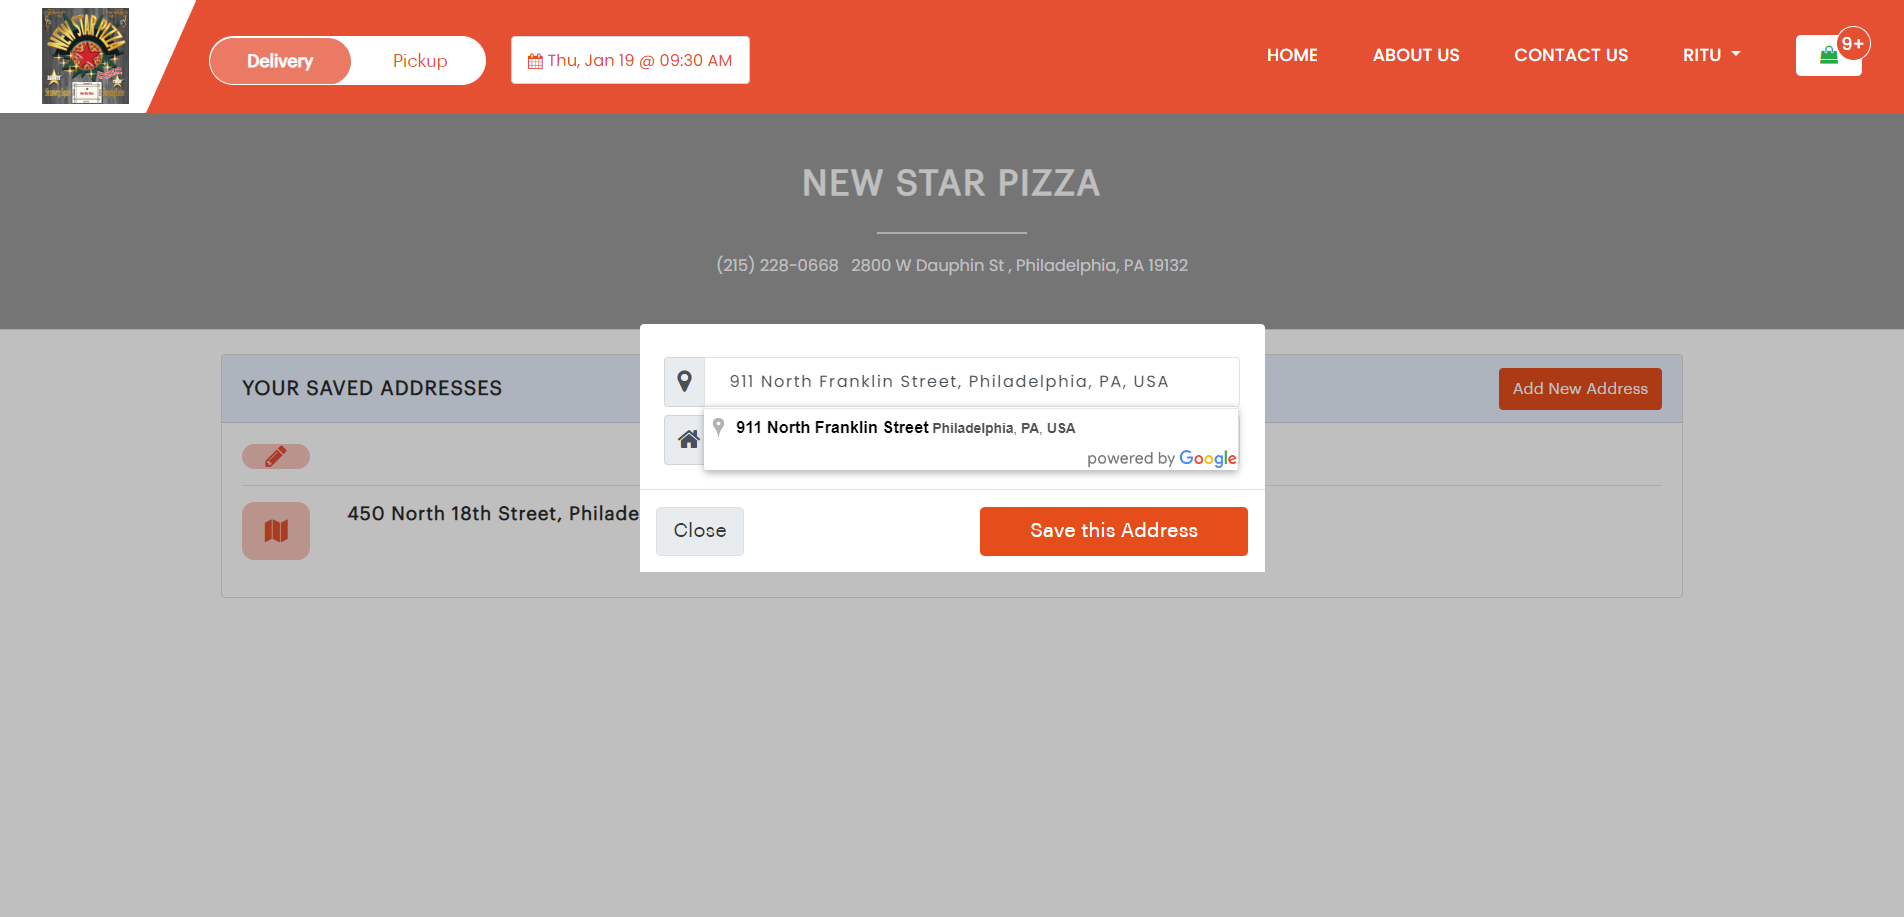 NEW STAR PIZZA
Delivery
Pickup
Thu, Jan 19 @ 09:30 AM
HOME
ABOUT US
CONTACT US
RITU
9+
NEW STAR PIZZA
(215) 228-0668 2800 W Dauphin St , Philadelphia, PA 19132
YOUR SAVED ADDRESSES
Add New Address
911 North Franklin Street, Philadelphia, PA, USA
911 North Franklin Street Philadelphia, PA, USA
powered by Google
450 North 18th Street, Philade
Close
Save this Address